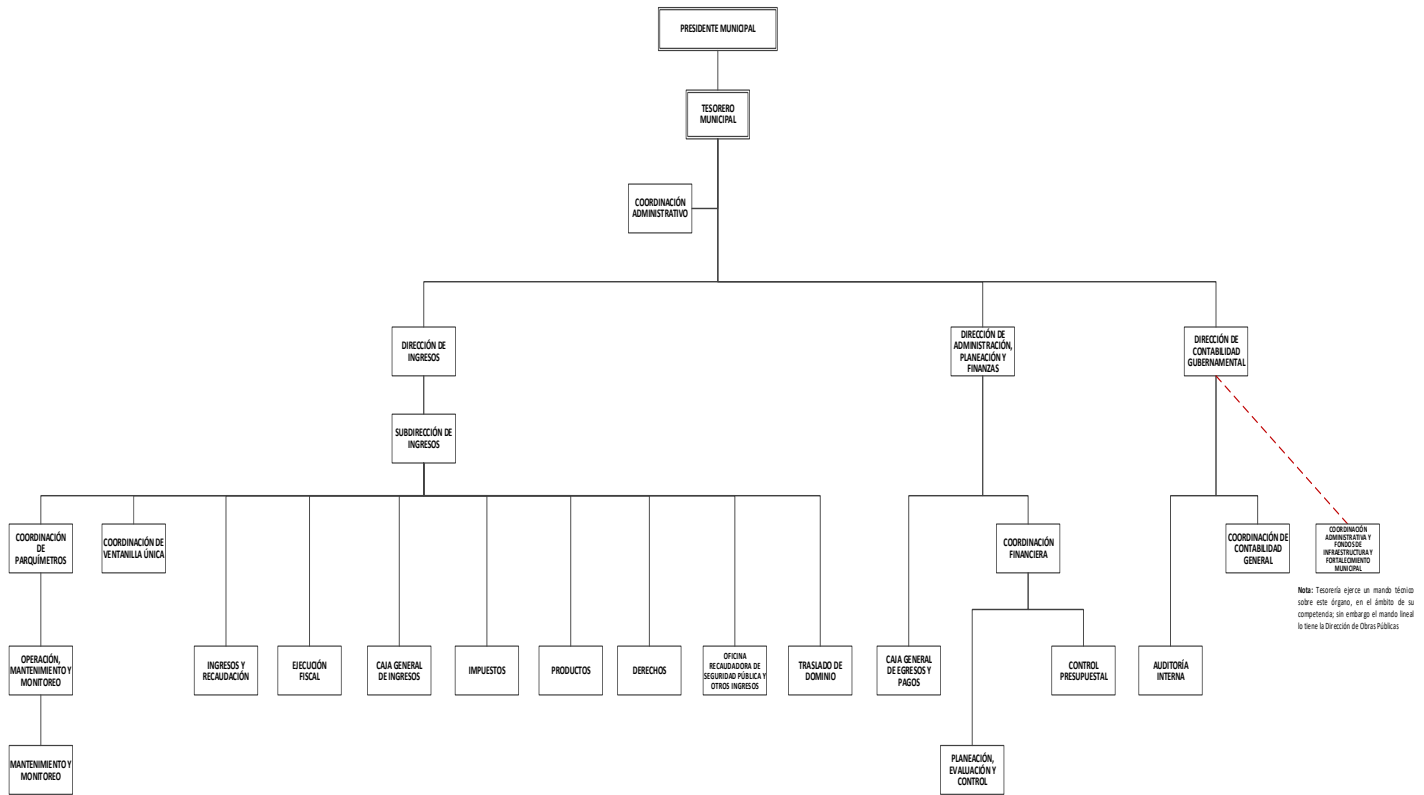 PRESIDENTE MUNICIPAL
TESORERO
MUNICIPAL
COORDINACIÓN
ADMINISTRATIVO
DIRECCIÓN DE
INGRESOS
DIRECCIÓN DE
ADMINISTRACIÓN,
PLANEACIÓN Y
FINANZAS
DIRECCIÓN DE
CONTABILIDAD
GUBERNAMENTAL
SUBDIRECCIÓN DE
INGRESOS
COORDINACIÓN
DE
PARQUÍMETROS
COORDINACIÓN DE
VENTANILLA ÚNICA
COORDINACIÓN
FINANCIERA
COORDINACIÓN DE
CONTABILIDAD
GENERAL
COORDINACIÓN
ADMINISTRATIVA Y
FONDOS DE
INFRAESTRUCTURA Y
FORTALECIMIENTO
MUNICIPAL
Nota: Tesorería ejerce un mando técnico
sobre este órgano, en el ámbito de su
competencia; sin embargo el mando lineal
lo tiene la Dirección de Obras Públicas
OPERACIÓN,
MANTENIMIENTO Y
MONITOREO
INGRESOS Y
RECAUDACIÓN
EJECUCIÓN
FISCAL
CAJA GENERAL
DE INGRESOS
IMPUESTOS
PRODUCTOS
DERECHOS
OFICINA
RECAUDADORA DE
SEGURIDAD PÚBLICA Y
OTROS INGRESOS
TRASLADO DE
DOMINIO
CAJA GENERAL
DE EGRESOS Y
PAGOS
CONTROL
PRESUPUESTAL
AUDITORÍA
INTERNA
MANTENIMIENTO Y
MONITOREO
PLANEACIÓN,
EVALUACIÓN Y
CONTROL